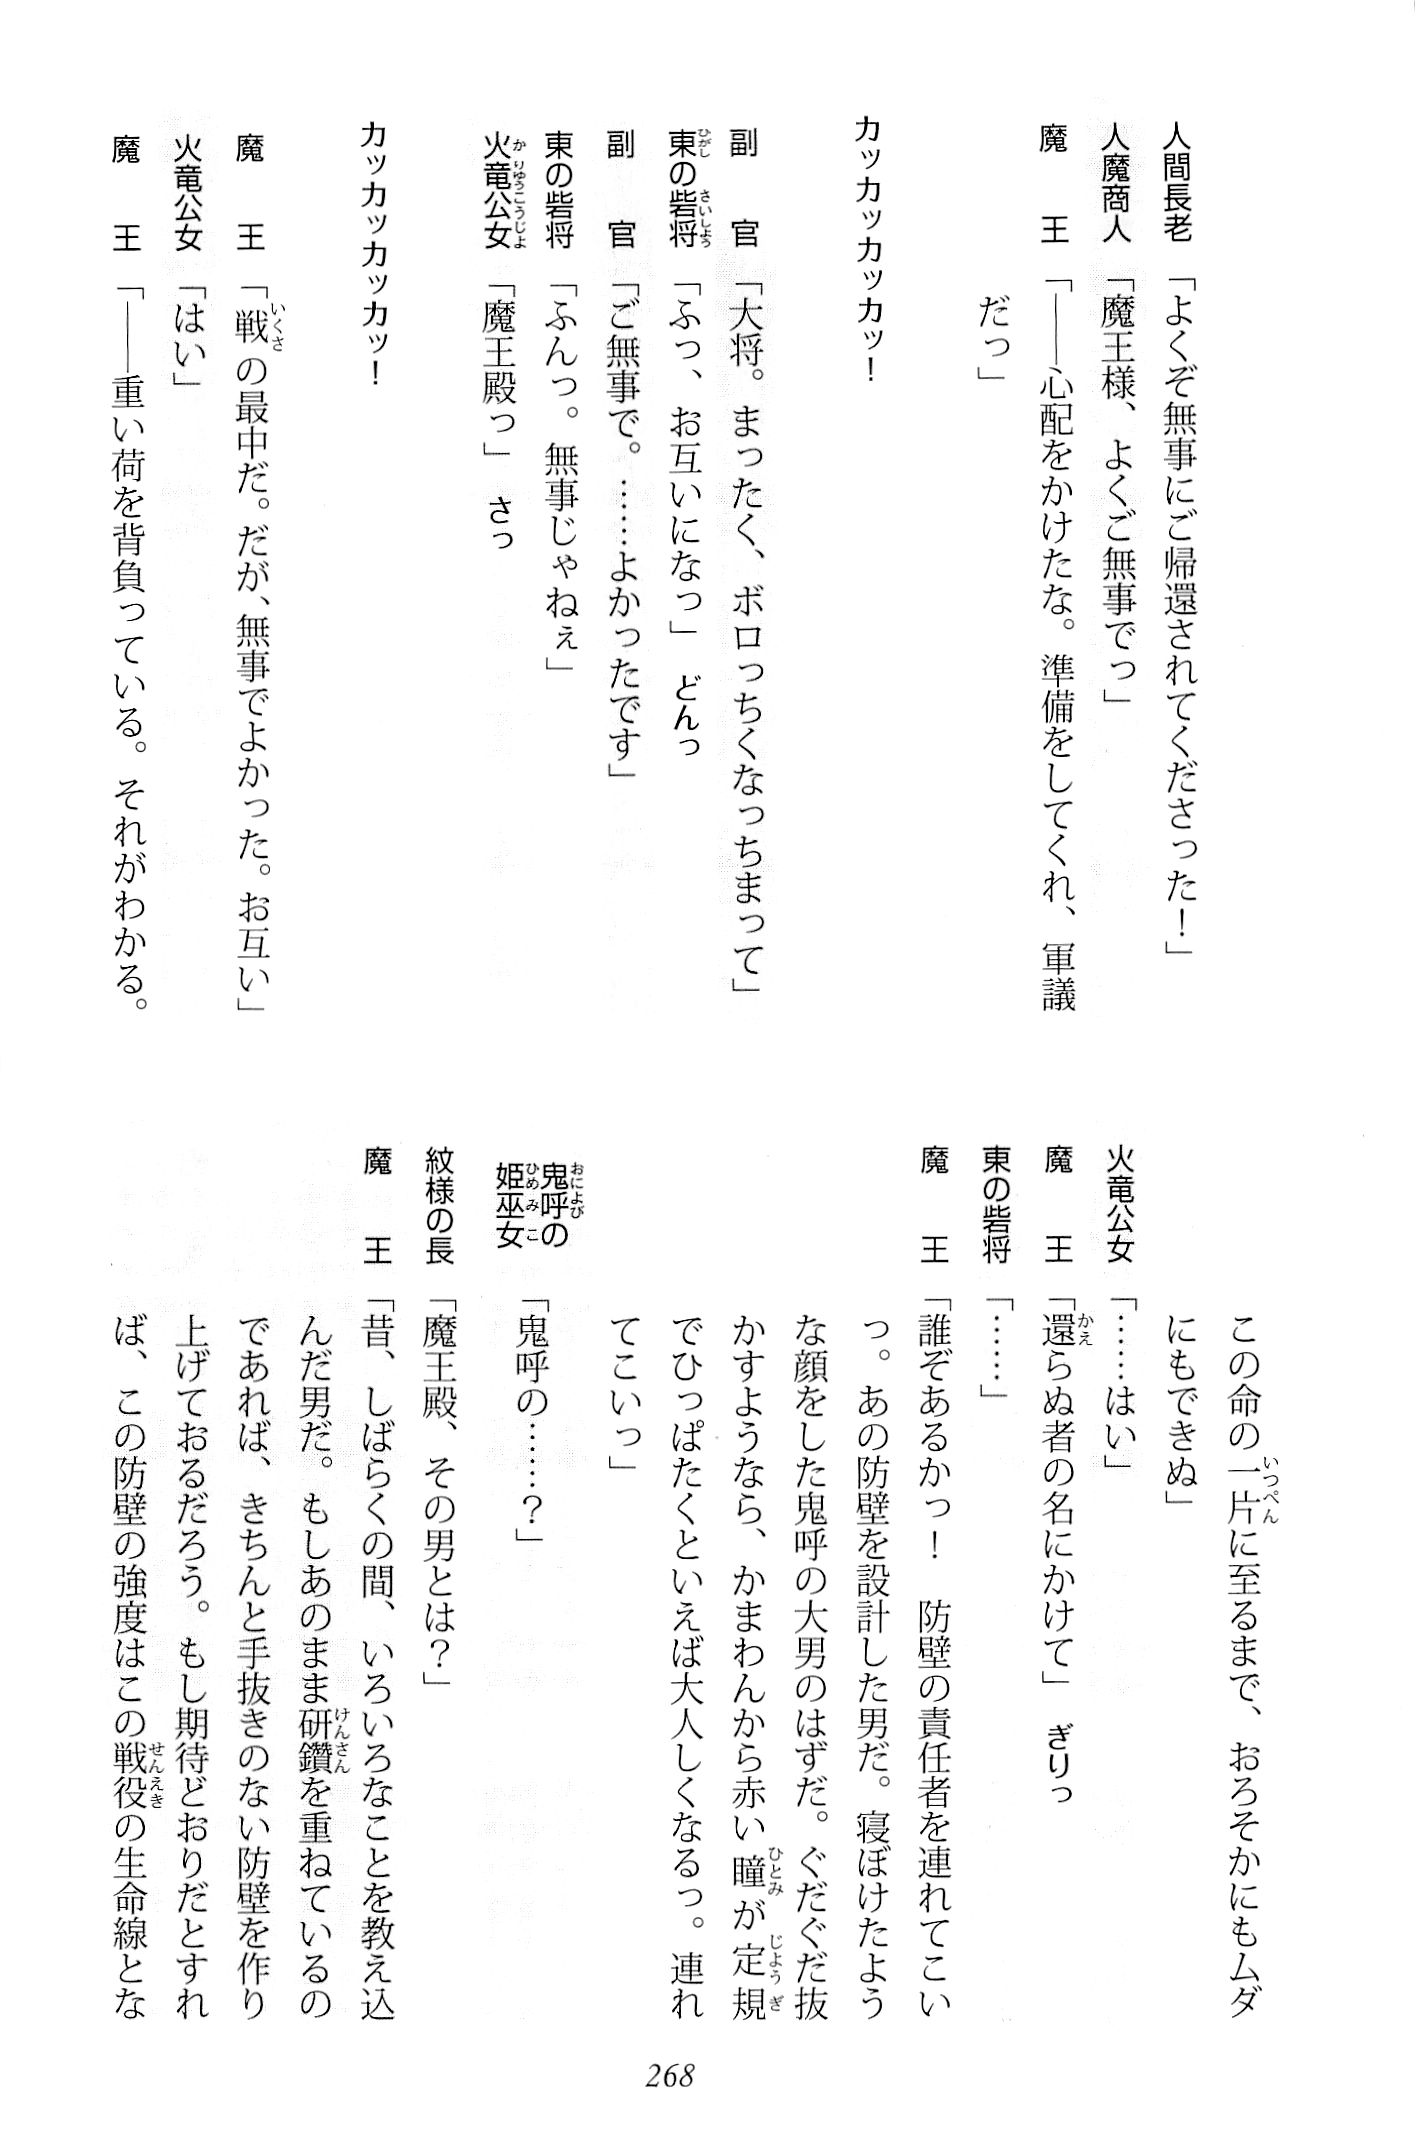 人間長老「よくぞ無事にご帰還されてくださった！」
人魔商人「魔王様、よくご無事でっ」
魔　王「――心配をかけたな。準備をしてくれ、軍議
だっ」
カッカッカッカッ！
副　官「大将。まったく、ボロっちくなっちまって」
東の砦将「ふっ、お互いになっ」　どんっ
副　官「ご無事で。……よかったです」
東の砦将「ふんっ。無事じゃねぇ」
火竜公女「魔王殿っ」　さっ
カッカッカッカッ！
魔　王「戦の最中だ。だが、無事でよかった。お互い」
火竜公女「はい」
魔　王「――重い荷を背負っている。それがわかる。
この命の一片に至るまで、おろそかにもムダ
にもできぬ」
火竜公女「……はい」
魔　王「還らぬ者の名にかけて」　ぎりっ
東の砦将「……」
魔　王「誰ぞあるかっ！　防壁の責任者を連れてこい
っ。あの防壁を設計した男だ。寝ぼけたよう
な顔をした鬼呼の大男のはずだ。ぐだぐだ抜
かすようなら、かまわんから赤い瞳が定規
でひっぱたくといえば大人しくなるっ。連れ
てこいっ」
鬼呼の姫巫女「鬼呼の……？」
紋様の長「魔王殿、その男とは？」
魔　王「昔、しばらくの間、いろいろなことを教え込
んだ男だ。もしあのまま研鑽を重ねているの
であれば、きちんと手抜きのない防壁を作り
上げておるだろう。もし期待どおりだとすれ
ば、この防壁の強度はこの戦役の生命線とな
268